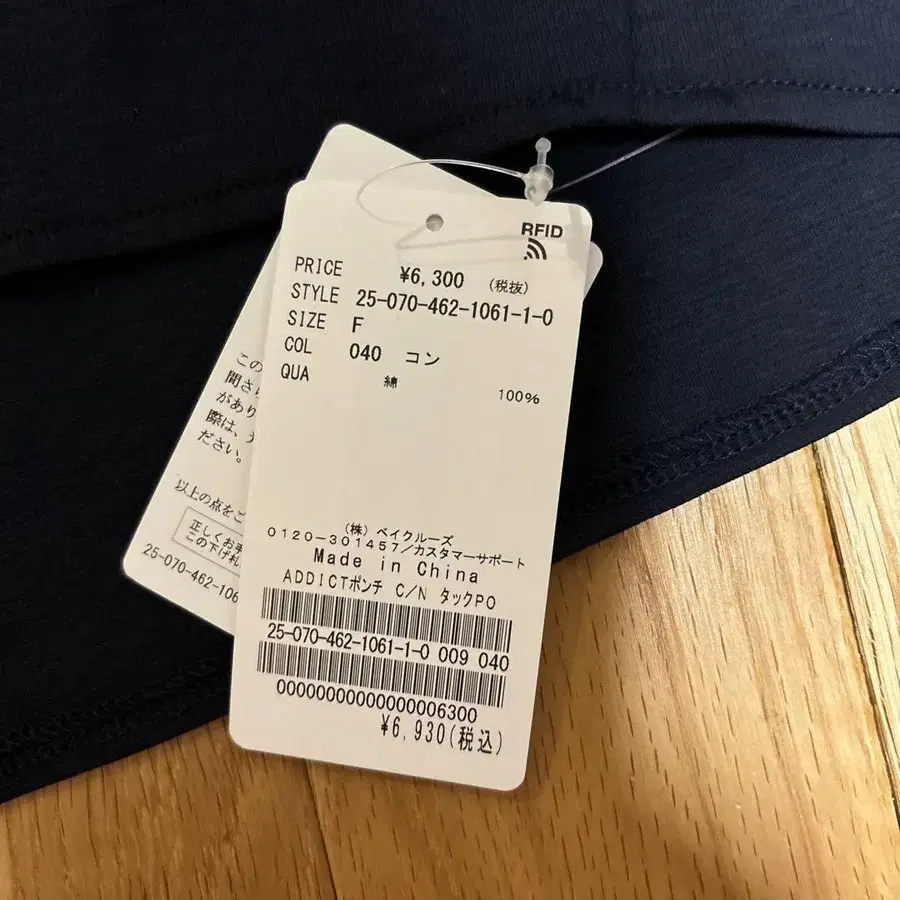 RFID
PRICE ¥6,300 (税抜)
STYLE 25-070-462-1061-1-0
SIZE F
COL 040 コン
QUA 綿 100%
(株) ベイクルーズ
0120-301457/カスタマーサポート
Made in China
ADDICTポンチ C/N タックPO
25-070-462-1061-1-0 009 040
00000000000000006300
¥6,930(税込)
この
間さ
があり
際は、
ださい。
以上の点をご
正しくお
この下げ札
25-070-462-106